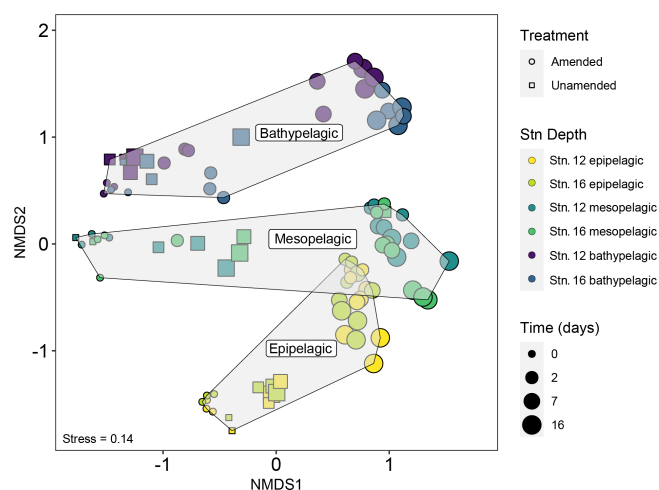 2
1
0
-1
NMDS2
Bathypelagic
Mesopelagic
Epipelagic
Stress = 0.14
-1
0
1
NMDS1
Treatment
Amended
Unamended
Stn Depth
Stn. 12 epipelagic
Stn. 16 epipelagic
Stn. 12 mesopelagic
Stn. 16 mesopelagic
Stn. 12 bathypelagic
Stn. 16 bathypelagic
Time (days)
0
2
7
16